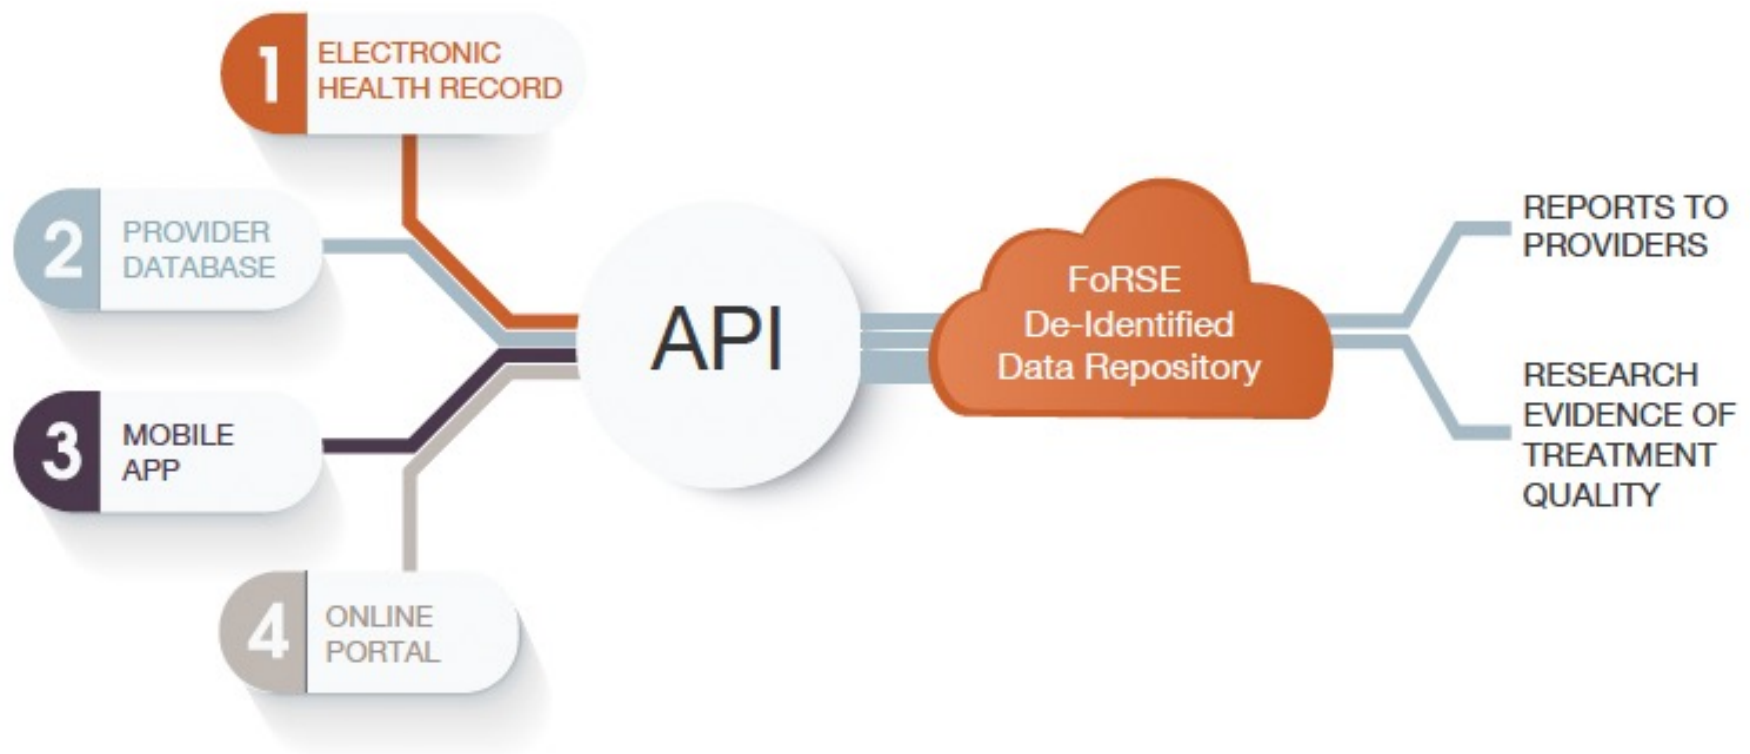 1
ELECTRONIC
HEALTH RECORD
2
PROVIDER
DATABASE
3
MOBILE
APP
4
ONLINE
PORTAL
API
FoRSE
De-Identified
Data Repository
REPORTS TO
PROVIDERS
RESEARCH
EVIDENCE OF
TREATMENT
QUALITY